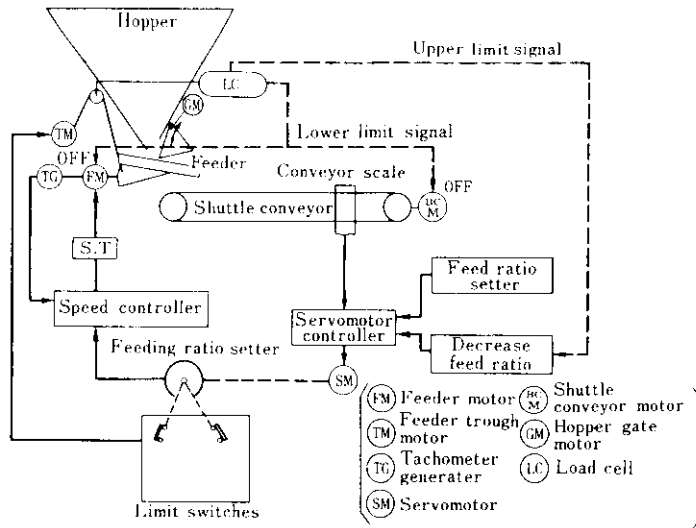 Hopper
Upper limit signal
LC
GM
TM
Lower limit signal
OFF
Feeder
TG
FM
Conveyor scale
OFF
Shuttle conveyor
BC
M
S.T
Feed ratio
setter
Speed controller
Servomotor
controller
Decrease
feed ratio
Feeding ratio setter
SM
FM Feeder motor
BC
M Shuttle
conveyor motor
TM Feeder trough
motor
GM Hopper gate
motor
TG Tachometer
generater
LC Load cell
SM Servomotor
Limit switches